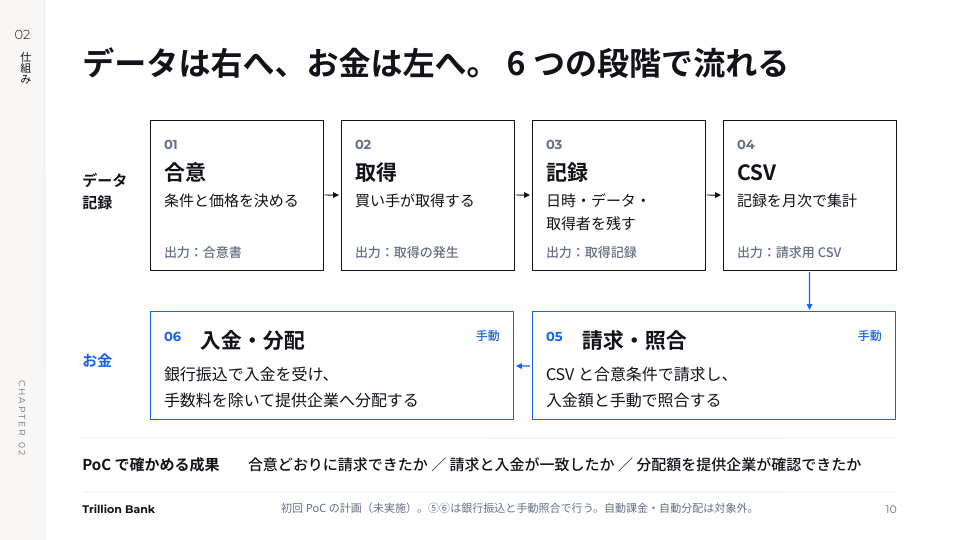 02
仕組み
CHAPTER 02
データは右へ、お金は左へ。 6 つの段階で流れる
データ
記録
01
合意
条件と価格を決める
出力：合意書
02
取得
買い手が取得する
出力：取得の発生
03
記録
日時・データ・
取得者を残す
出力：取得記録
04
CSV
記録を月次で集計
出力：請求用 CSV
お金
06 入金・分配 手動
銀行振込で入金を受け、
手数料を除いて提供企業へ分配する
05 請求・照合 手動
CSV と合意条件で請求し、
入金額と手動で照合する
PoC で確かめる成果 合意どおりに請求できたか ／ 請求と入金が一致したか ／ 分配額を提供企業が確認できたか
Trillion Bank 初回 PoC の計画（未実施）。⑤⑥は銀行振込と手動照合で行う。自動課金・自動分配は対象外。 10